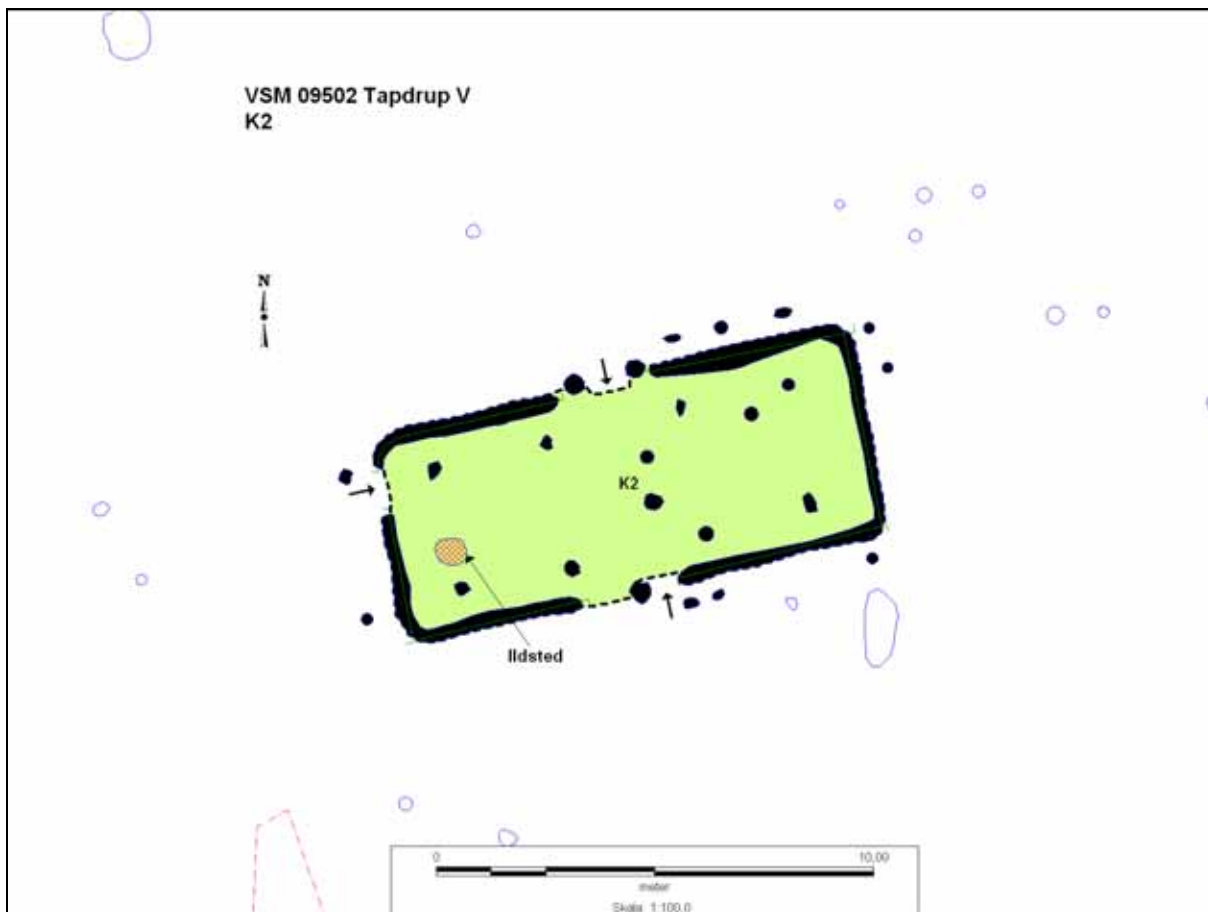 VSM 09502 Tapdrup V
K2
N
K2
Ildsted
0 10,00
meter
Skala 1:100.0